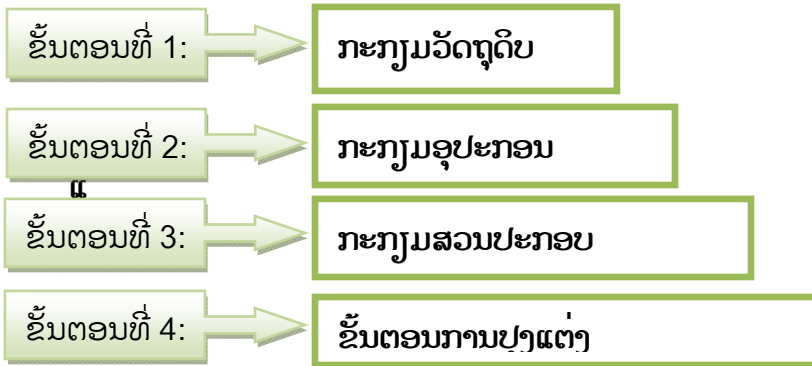 ຂັ້ນຕອນທີ່ 1: ກະກຽມວັດຖຸດິບ
ຂັ້ນຕອນທີ່ 2: ກະກຽມອຸປະກອນ
ແ
ຂັ້ນຕອນທີ່ 3: ກະກຽມສວນປະກອບ
ຂັ້ນຕອນທີ່ 4: ຂັ້ນຕອນການປຸງແຕ່ງ